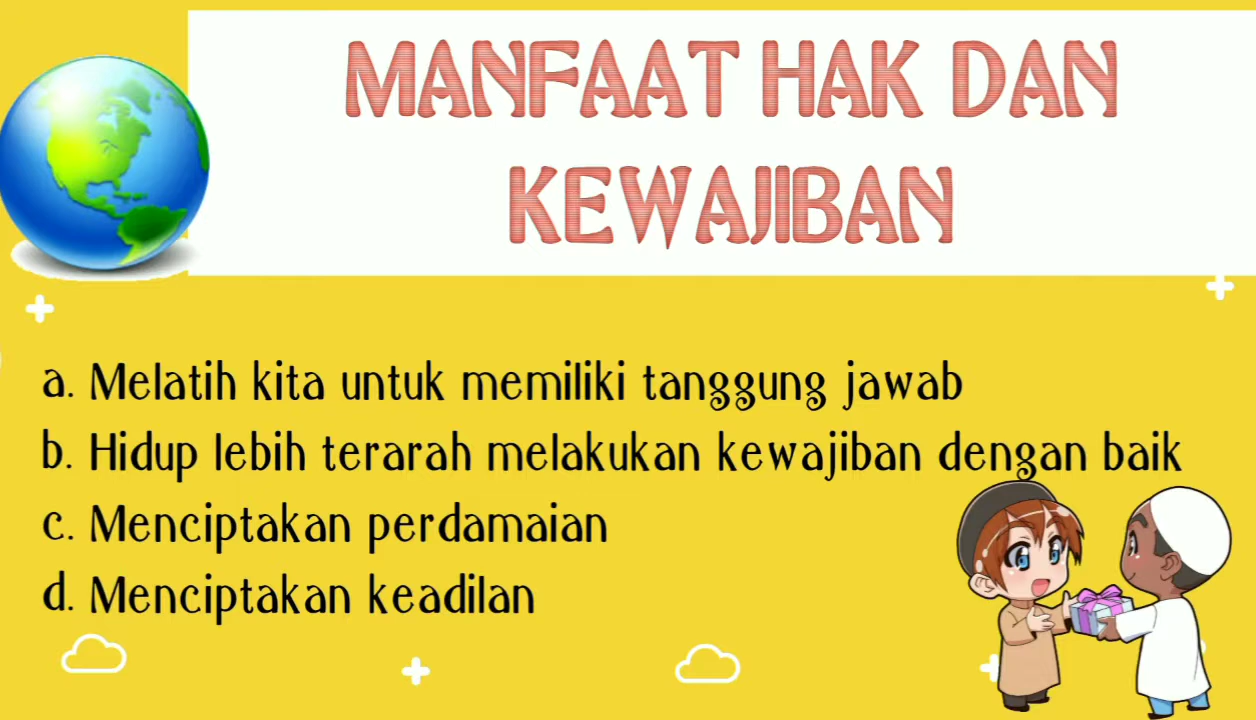 MANFAAT HAK DAN
KEWAJIBAN
a. Melatih kita untuk memiliki tanggung jawab
b. Hidup lebih terarah melakukan kewajiban dengan baik
c. Menciptakan perdamaian
d. Menciptakan keadilan